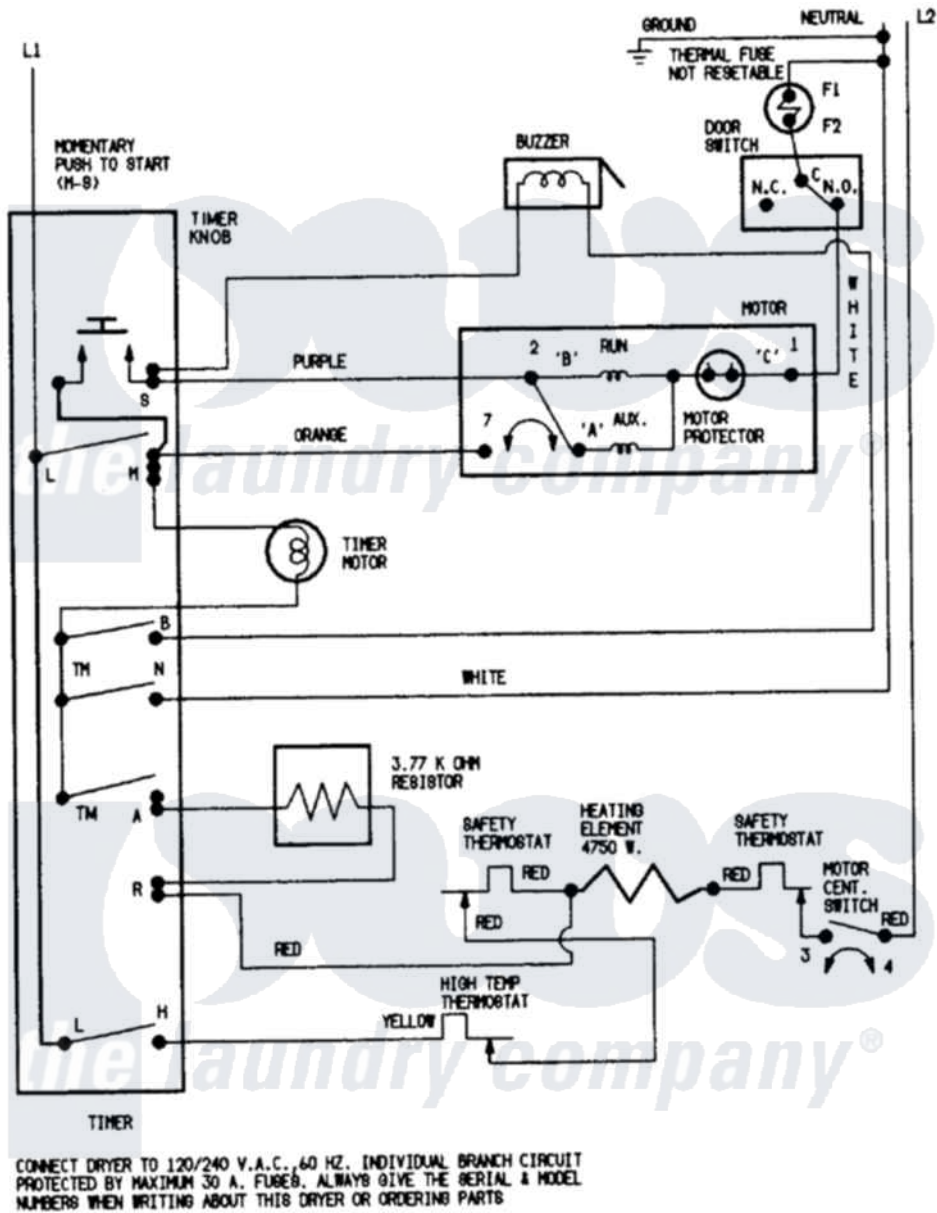 L1
GROUND
NEUTRAL
L2
THERMAL FUSE
NOT RESETABLE
F1
F2
DOOR
SWITCH
C
N.C.
N.O.
MOMENTARY
PUSH TO START
(M-S)
BUZZER
TIMER
KNOB
WHITE
MOTOR
2
'B'
RUN
'C'
1
PURPLE
S
7
'A'
AUX.
MOTOR
PROTECTOR
ORANGE
L
M
the laundry company®
TIMER
MOTOR
B
TM
N
WHITE
3.77 K OHM
RESISTOR
TM
A
SAFETY
THERMOSTAT
HEATING
ELEMENT
4750 W.
SAFETY
THERMOSTAT
RED
RED
MOTOR
CENT.
SWITCH
R
RED
RED
RED
3
4
HIGH TEMP
THERMOSTAT
L
H
YELLOW
the laundry company®
TIMER
CONNECT DRYER TO 120/240 V.A.C.,60 HZ. INDIVIDUAL BRANCH CIRCUIT
PROTECTED BY MAXIMUM 30 A. FUSES. ALWAYS GIVE THE SERIAL & MODEL
NUMBERS WHEN WRITING ABOUT THIS DRYER OR ORDERING PARTS